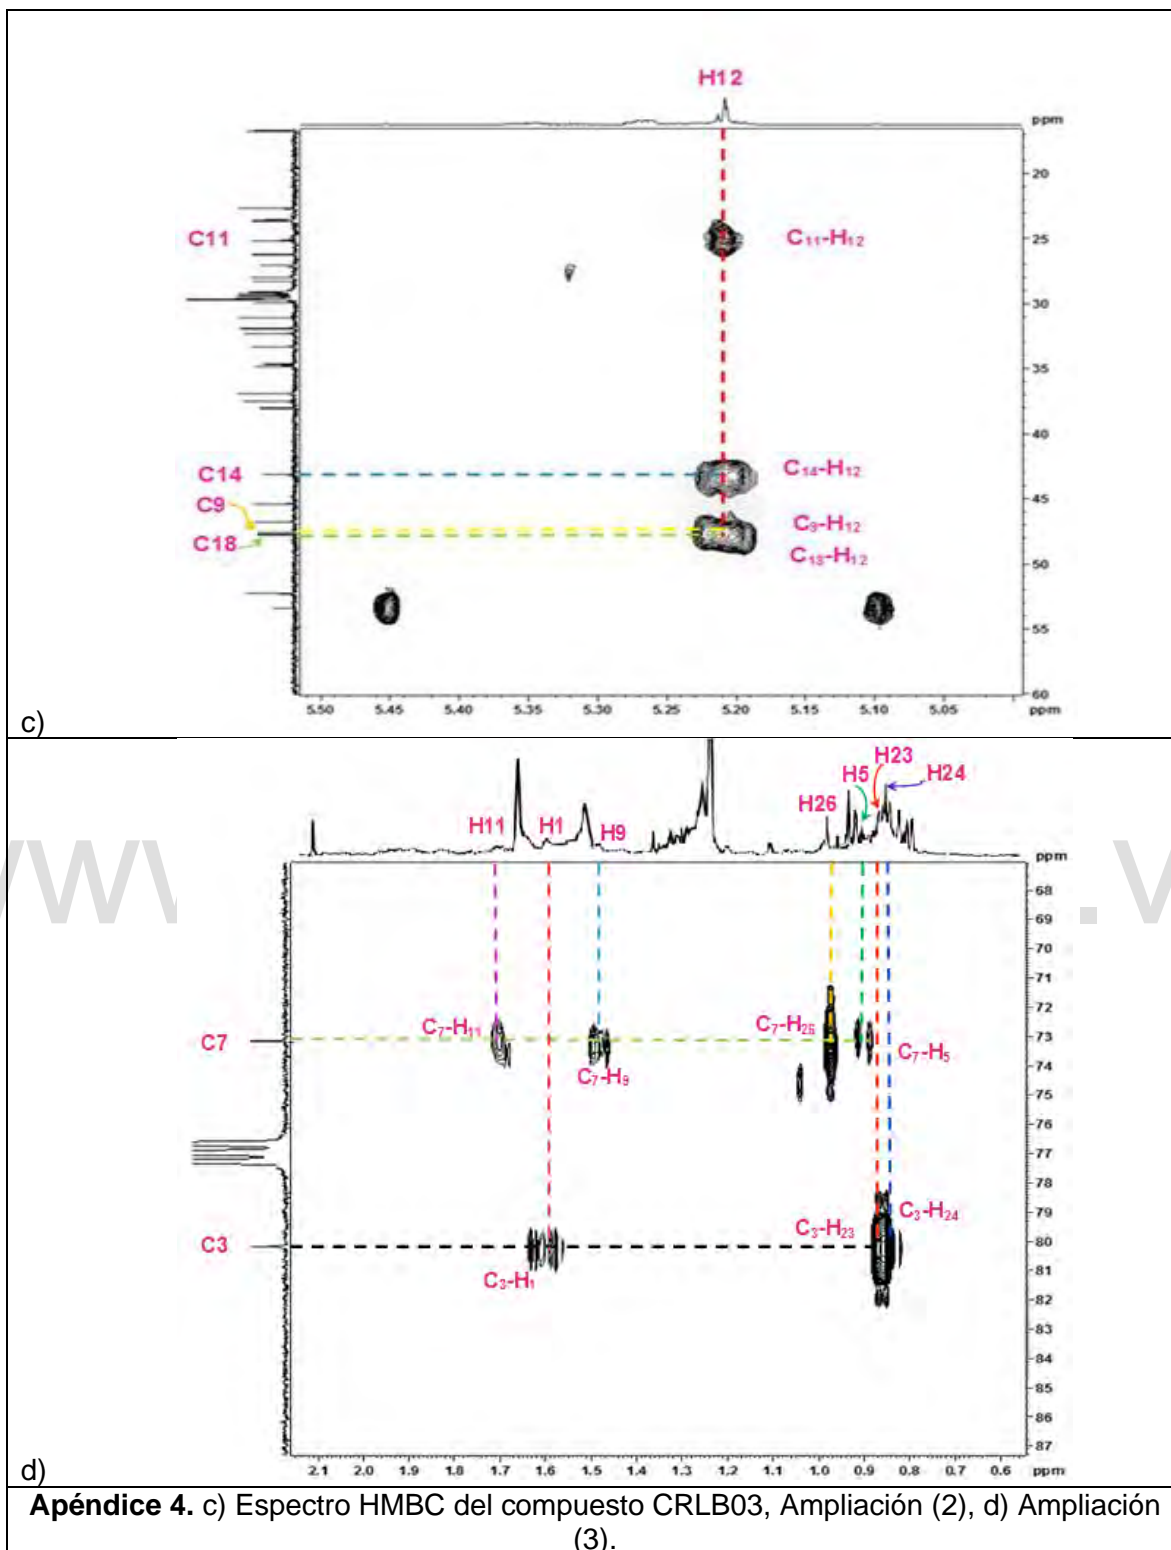 H12
ppm
20
C11
C₁₁-H₁₂
25
30
35
40
C14
C₁₄-H₁₂
45
C9
C₉-H₁₂
C18
C₁₈-H₁₂
50
55
60
5.50 5.45 5.40 5.35 5.30 5.25 5.20 5.15 5.10 5.05 ppm
c)
H23
H5 H24
H26
H11 H1 H9
ppm
68
69
70
71
72
C₇-H₁₁ C₇-H₂₆
C7 73
C₇-H₅
74
C₇-H₉
75
76
77
78
79
C₃-H₂₄
C₃-H₂₃
C3 80
C₃-H₁
81
82
83
84
85
86
87
2.1 2.0 1.9 1.8 1.7 1.6 1.5 1.4 1.3 1.2 1.1 1.0 0.9 0.8 0.7 0.6 ppm
d)
Apéndice 4. c) Espectro HMBC del compuesto CRLB03, Ampliación (2), d) Ampliación
(3).